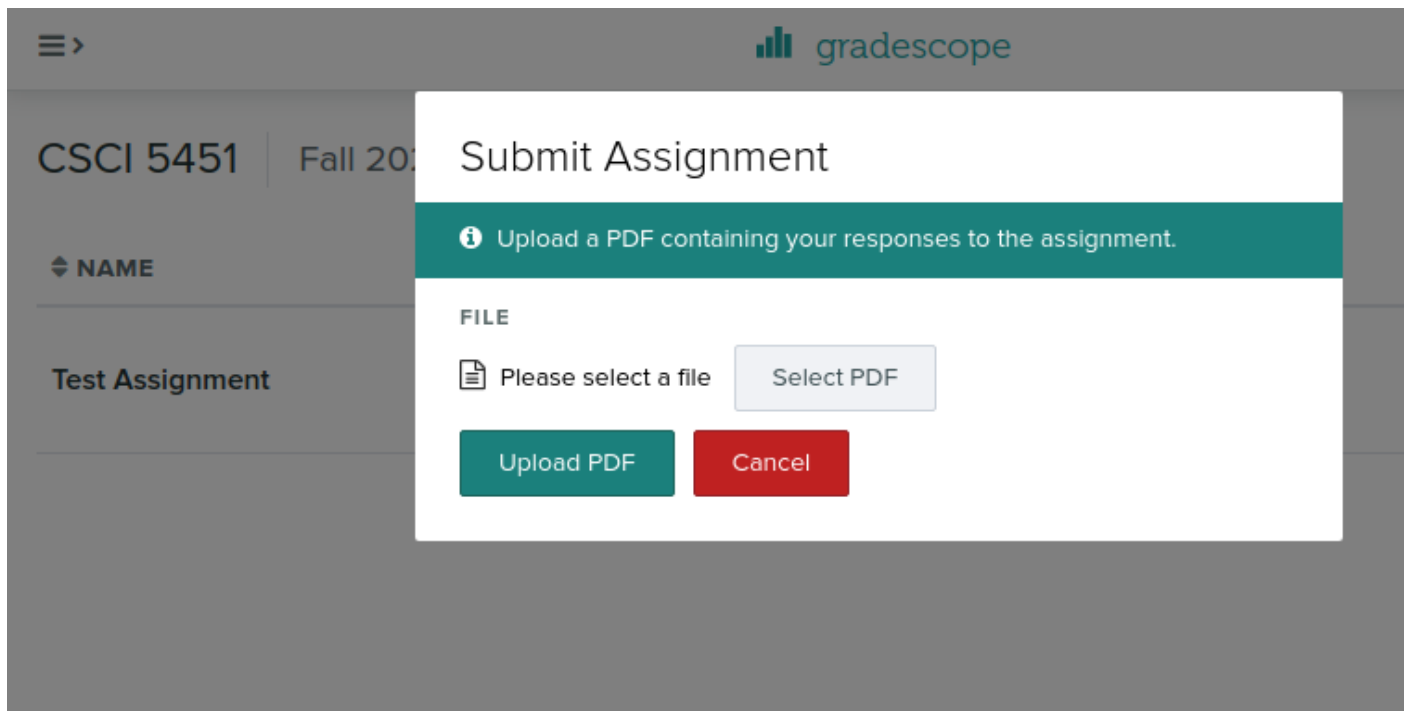 gradescope
CSCI 5451 Fall 20
Submit Assignment
Upload a PDF containing your responses to the assignment.
NAME
FILE
Test Assignment
Please select a file Select PDF
Upload PDF Cancel